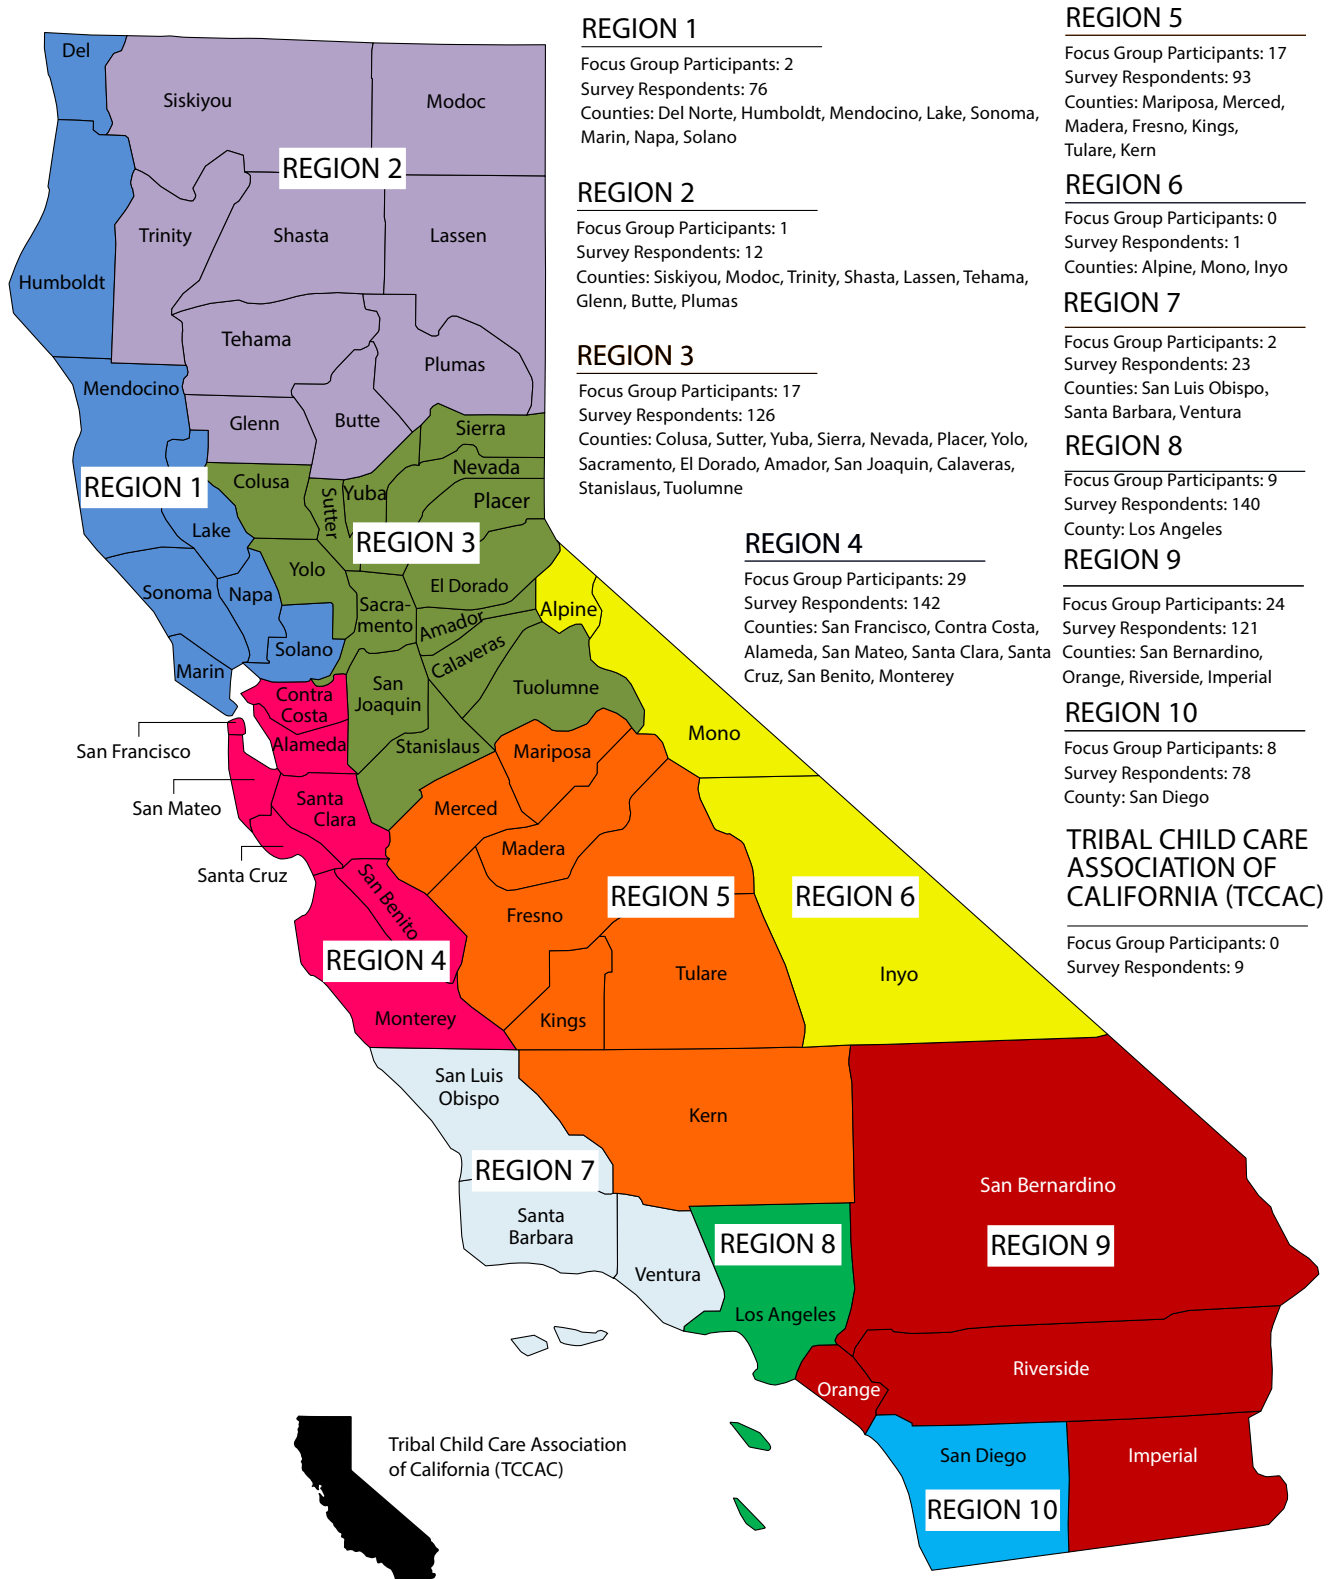 REGION 1
Focus Group Participants: 2
Survey Respondents: 76
Counties: Del Norte, Humboldt, Mendocino, Lake, Sonoma,
Marin, Napa, Solano
REGION 2
Focus Group Participants: 1
Survey Respondents: 12
Counties: Siskiyou, Modoc, Trinity, Shasta, Lassen, Tehama,
Glenn, Butte, Plumas
REGION 3
Focus Group Participants: 17
Survey Respondents: 126
Counties: Colusa, Sutter, Yuba, Sierra, Nevada, Placer, Yolo,
Sacramento, El Dorado, Amador, San Joaquin, Calaveras,
Stanislaus, Tuolumne
REGION 4
Focus Group Participants: 29
Survey Respondents: 142
Counties: San Francisco, Contra Costa,
Alameda, San Mateo, Santa Clara, Santa
Cruz, San Benito, Monterey
REGION 5
Focus Group Participants: 17
Survey Respondents: 93
Counties: Mariposa, Merced,
Madera, Fresno, Kings,
Tulare, Kern
REGION 6
Focus Group Participants: 0
Survey Respondents: 1
Counties: Alpine, Mono, Inyo
REGION 7
Focus Group Participants: 2
Survey Respondents: 23
Counties: San Luis Obispo,
Santa Barbara, Ventura
REGION 8
Focus Group Participants: 9
Survey Respondents: 140
County: Los Angeles
REGION 9
Focus Group Participants: 24
Survey Respondents: 121
Counties: San Bernardino,
Orange, Riverside, Imperial
REGION 10
Focus Group Participants: 8
Survey Respondents: 78
County: San Diego
TRIBAL CHILD CARE
ASSOCIATION OF
CALIFORNIA (TCCAC)
Focus Group Participants: 0
Survey Respondents: 9
Del
Siskiyou
Modoc
REGION 2
Trinity
Shasta
Lassen
Humboldt
Tehama
Plumas
Mendocino
Glenn
Butte
Sierra
Nevada
REGION 1
Colusa
Sutter
Yuba
Placer
Lake
REGION 3
Yolo
El Dorado
Sonoma
Napa
Sacra-
mento
Alpine
Amador
Solano
Calaveras
Marin
San
Joaquin
Tuolumne
Contra
Costa
San Francisco
Alameda
Stanislaus
Mariposa
Mono
San Mateo
Santa
Clara
Merced
Madera
Santa Cruz
San Benito
REGION 5
REGION 6
Fresno
REGION 4
Tulare
Inyo
Monterey
Kings
San Luis
Obispo
Kern
REGION 7
San Bernardino
Santa
Barbara
REGION 8
REGION 9
Ventura
Los Angeles
Riverside
Orange
Tribal Child Care Association
of California (TCCAC)
San Diego
Imperial
REGION 10